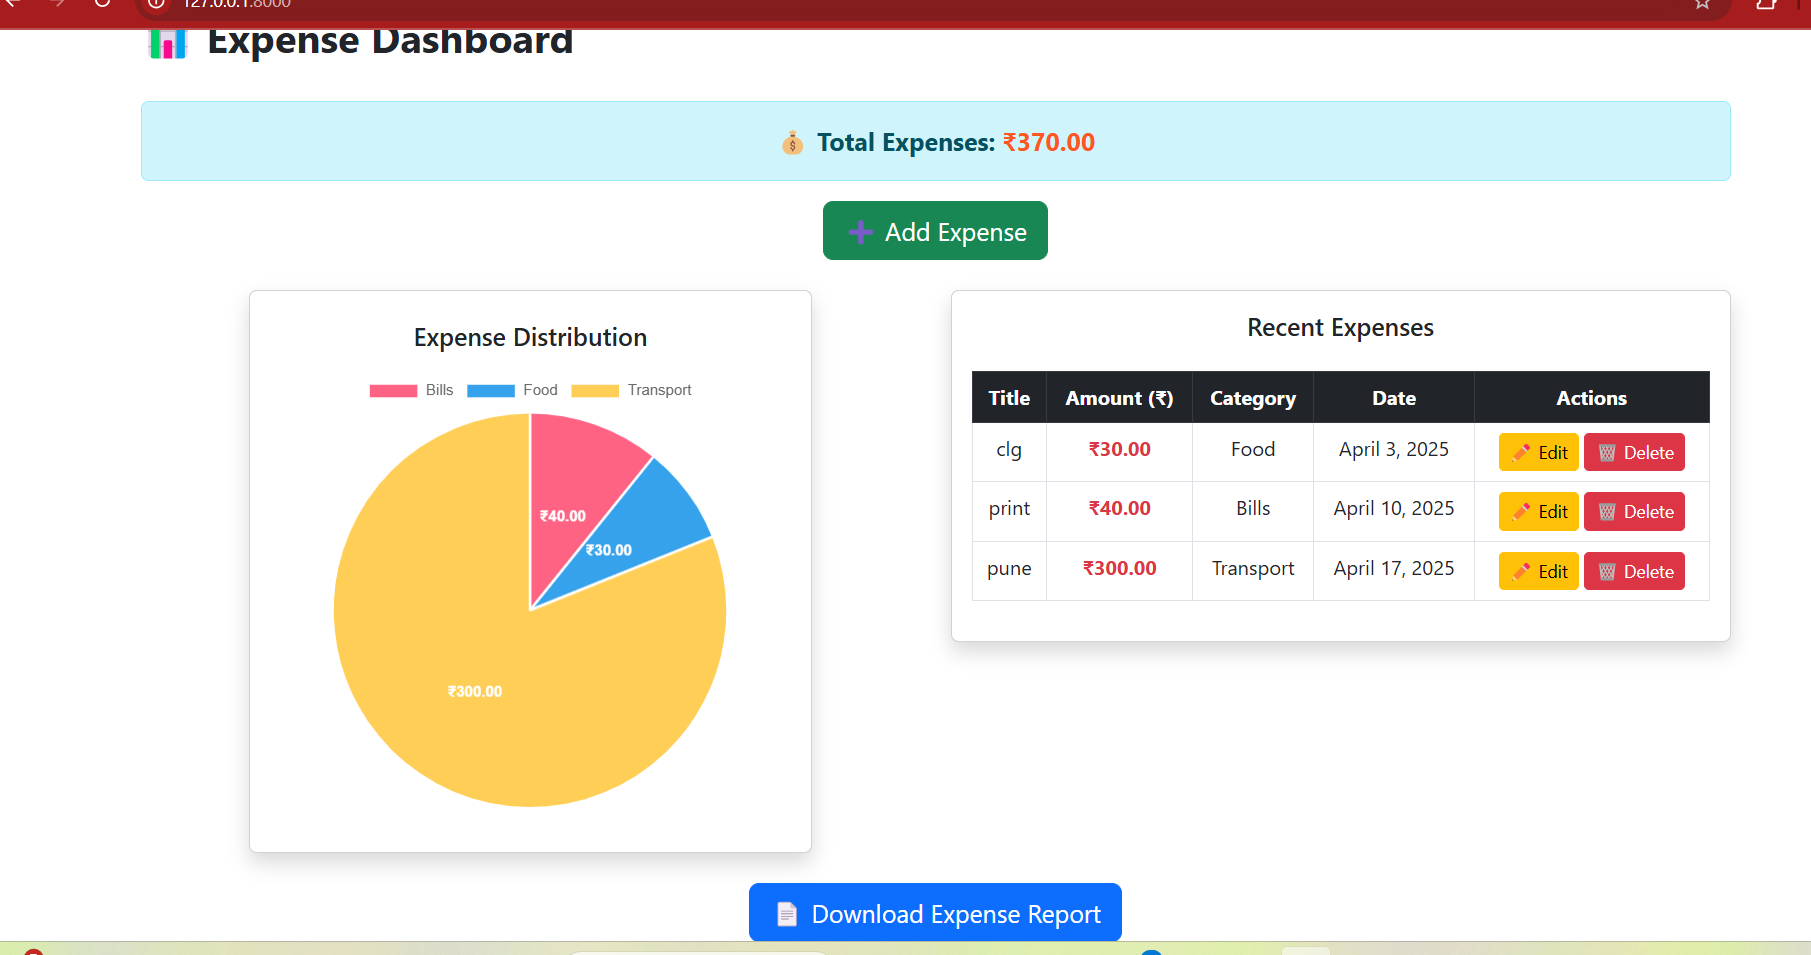 127.0.0.1:8000
Expense Dashboard
Total Expenses: ₹370.00
Add Expense
Expense Distribution
Bills Food Transport
₹40.00
₹30.00
₹300.00
Recent Expenses
Title Amount (₹) Category Date Actions
clg ₹30.00 Food April 3, 2025 Edit Delete
print ₹40.00 Bills April 10, 2025 Edit Delete
pune ₹300.00 Transport April 17, 2025 Edit Delete
Download Expense Report